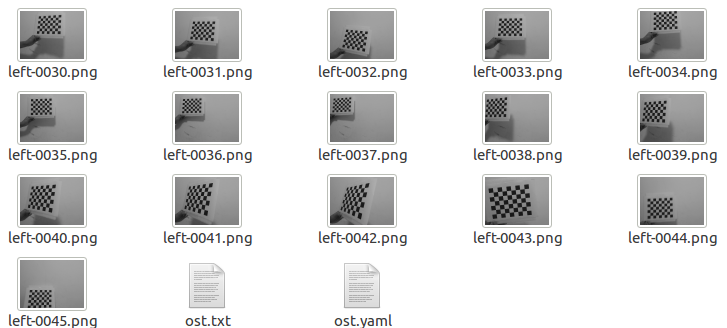 left-0030.png left-0031.png left-0032.png left-0033.png left-0034.png
left-0035.png left-0036.png left-0037.png left-0038.png left-0039.png
left-0040.png left-0041.png left-0042.png left-0043.png left-0044.png
left-0045.png ost.txt ost.yaml